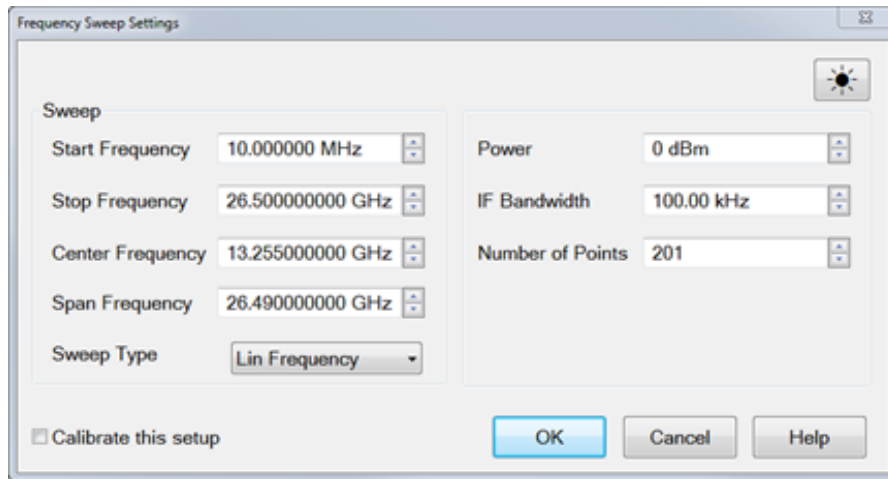 Frequency Sweep Settings
Sweep
Start Frequency 10.000000 MHz
Stop Frequency 26.500000000 GHz
Center Frequency 13.255000000 GHz
Span Frequency 26.490000000 GHz
Sweep Type Lin Frequency
Power 0 dBm
IF Bandwidth 100.00 kHz
Number of Points 201
Calibrate this setup
OK Cancel Help